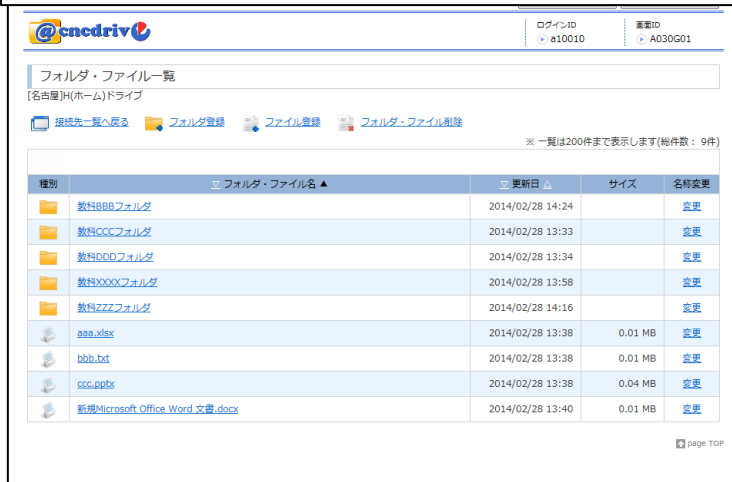 @cncdrive
ログインID
a10010
画面ID
A030G01
フォルダ・ファイル一覧
[名古屋]H(ホーム)ドライブ
接続先一覧へ戻る フォルダ登録 ファイル登録 フォルダ・ファイル削除
※ 一覧は200件まで表示します(総件数： 9件)
種別 ▽ フォルダ・ファイル名 ▲ ▽ 更新日 △ サイズ 名称変更
教科BBBフォルダ 2014/02/28 14:24 変更
教科CCCフォルダ 2014/02/28 13:33 変更
教科DDDフォルダ 2014/02/28 13:34 変更
教科XXXXフォルダ 2014/02/28 13:58 変更
教科ZZZフォルダ 2014/02/28 14:16 変更
aaa.xlsx 2014/02/28 13:38 0.01 MB 変更
bbb.txt 2014/02/28 13:38 0.01 MB 変更
ccc.pptx 2014/02/28 13:38 0.04 MB 変更
新規Microsoft Office Word 文書.docx 2014/02/28 13:40 0.01 MB 変更
page TOP